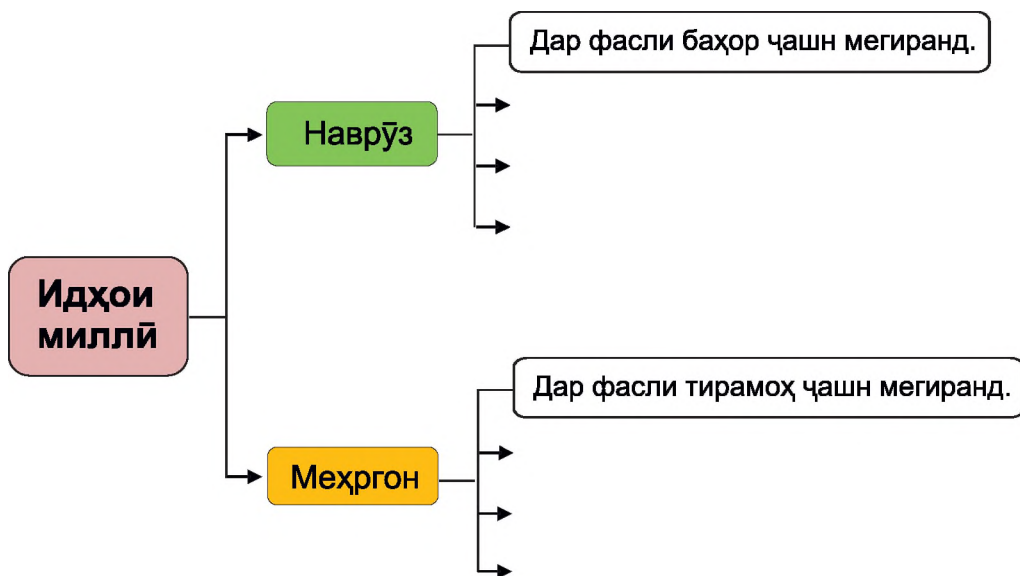 Дар фасли баҳор ҷашн мегиранд.
Наврӯз
Идҳои
миллӣ
Дар фасли тирамоҳ ҷашн мегиранд.
Меҳргон